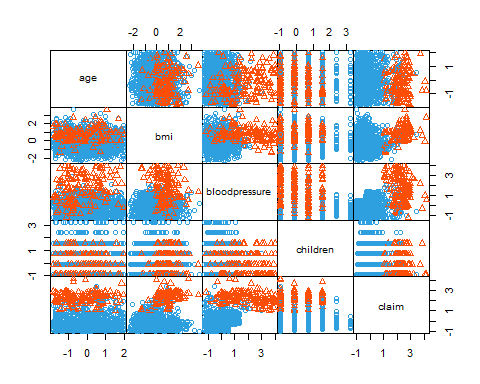 -2 0 2
-1 1 2 3
age
1
-1
2
0
-2
bmi
bloodpressure
3
1
-1
3
1
-1
children
claim
3
1
-1
-1 0 1 2
-1 1 3
-1 1 3